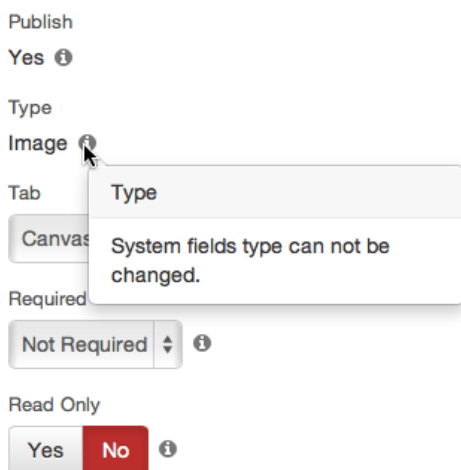 Publish
Yes
Type
Image
Type
Tab
Canvas
System fields type can not be
changed.
Required
Not Required
Read Only
Yes No